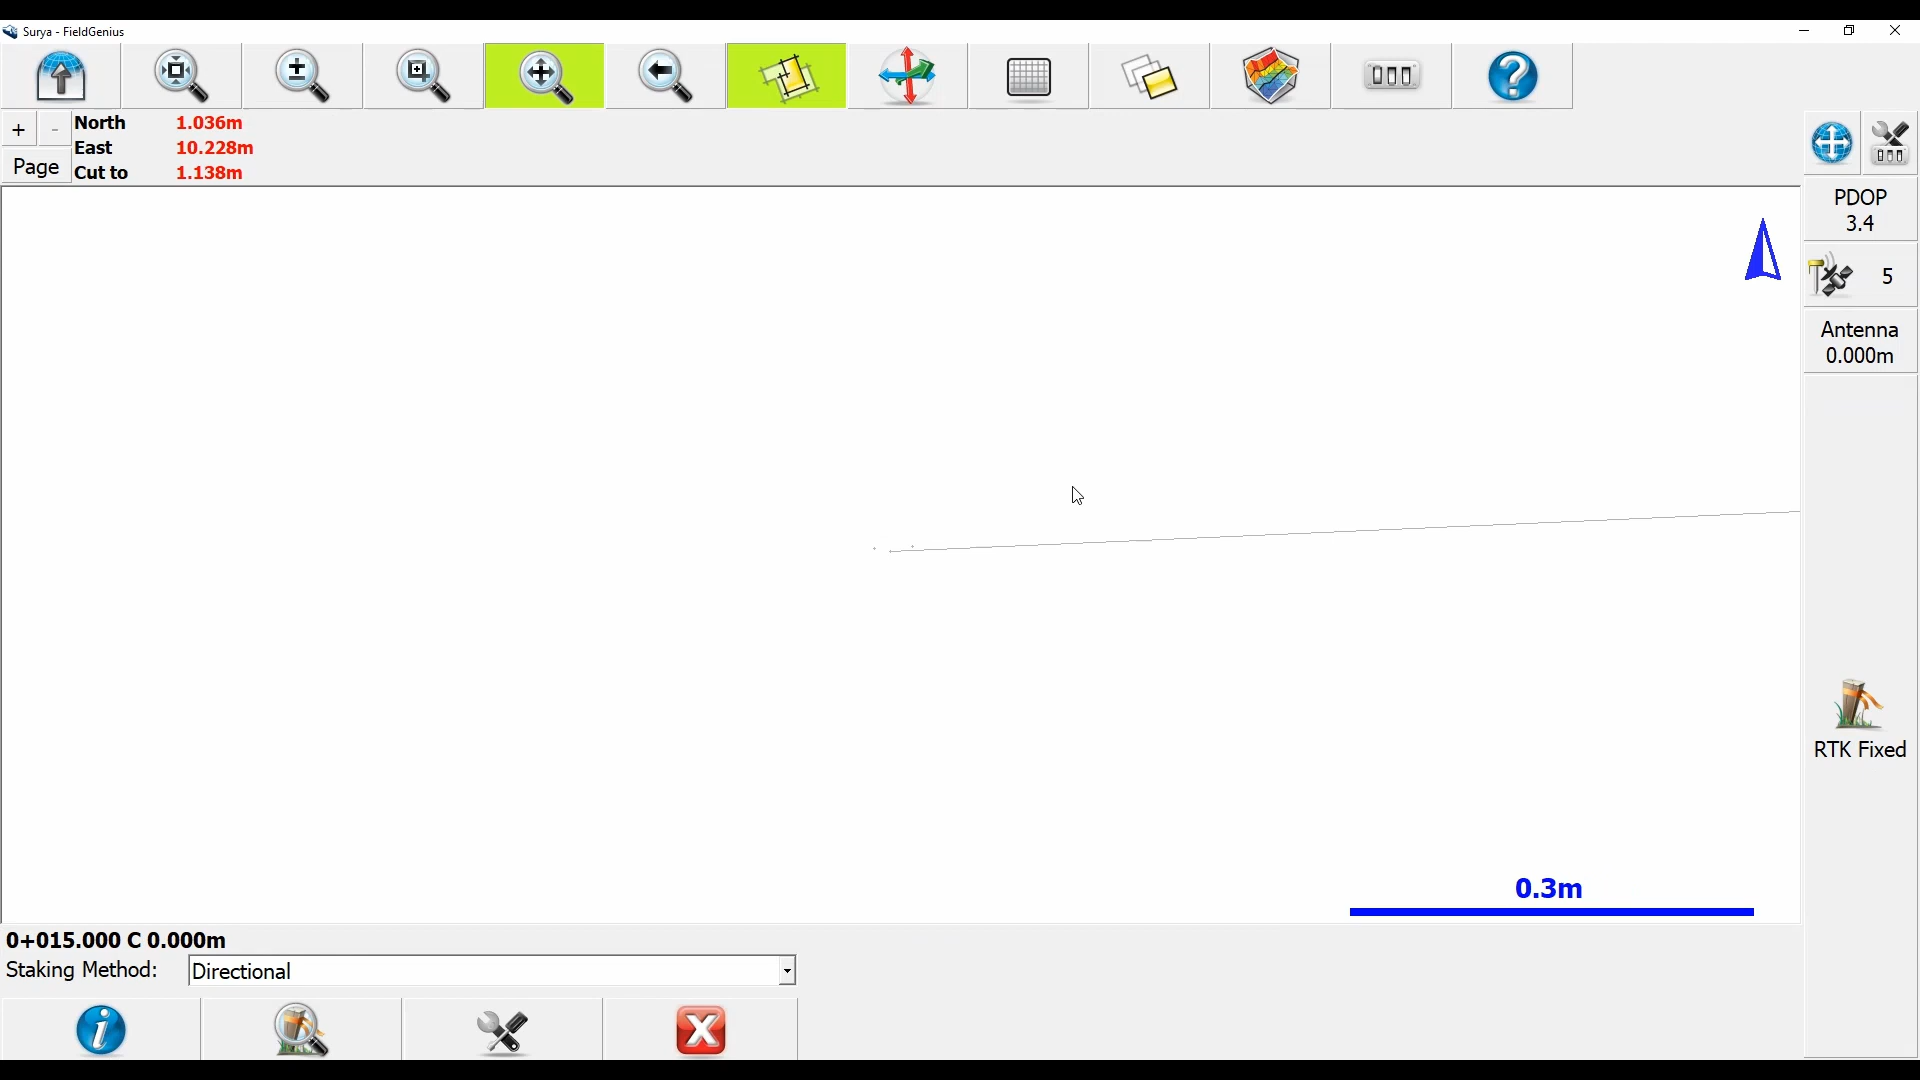 Surya - FieldGenius
+ - North 1.036m
East 10.228m
Page Cut to 1.138m
PDOP
3.4
5
Antenna
0.000m
RTK Fixed
0.3m
0+015.000 C 0.000m
Staking Method: Directional